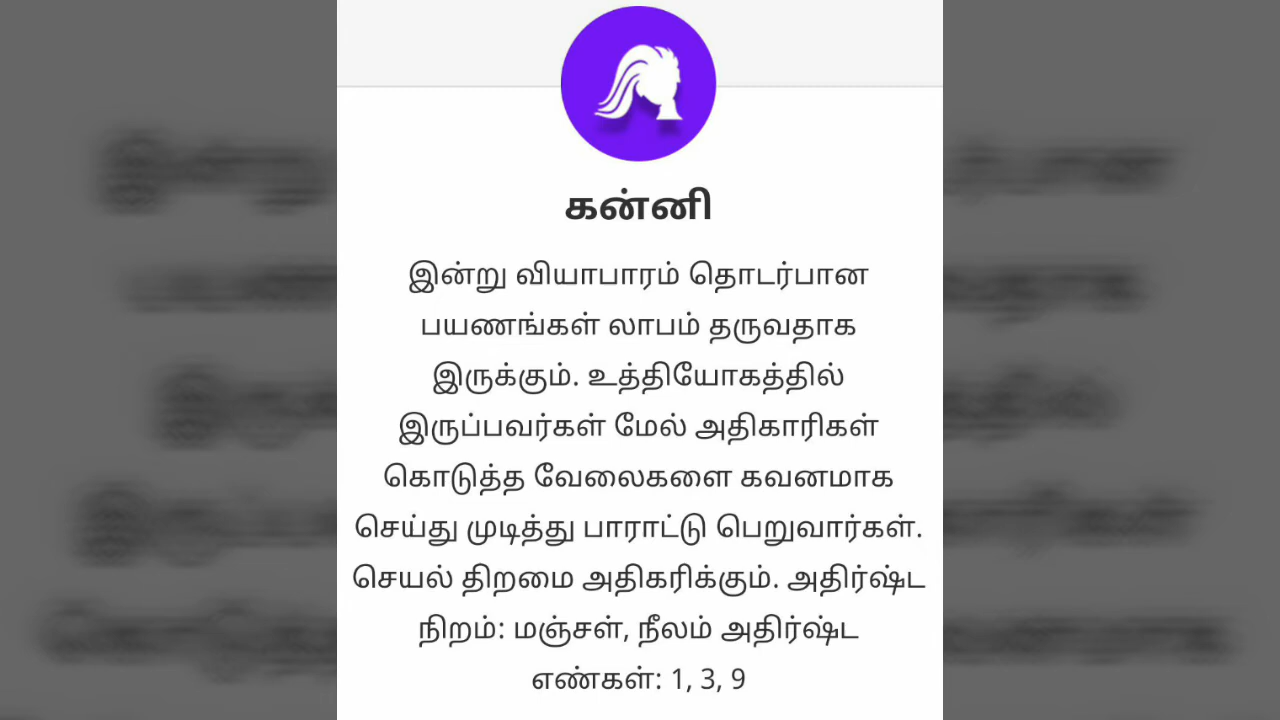 கன்னி
இன்று வியாபாரம் தொடர்பான
பயணங்கள் லாபம் தருவதாக
இருக்கும். உத்தியோகத்தில்
இருப்பவர்கள் மேல் அதிகாரிகள்
கொடுத்த வேலைகளை கவனமாக
செய்து முடித்து பாராட்டு பெறுவார்கள்.
செயல் திறமை அதிகரிக்கும். அதிர்ஷ்ட
நிறம்: மஞ்சள், நீலம் அதிர்ஷ்ட
எண்கள்: 1, 3, 9